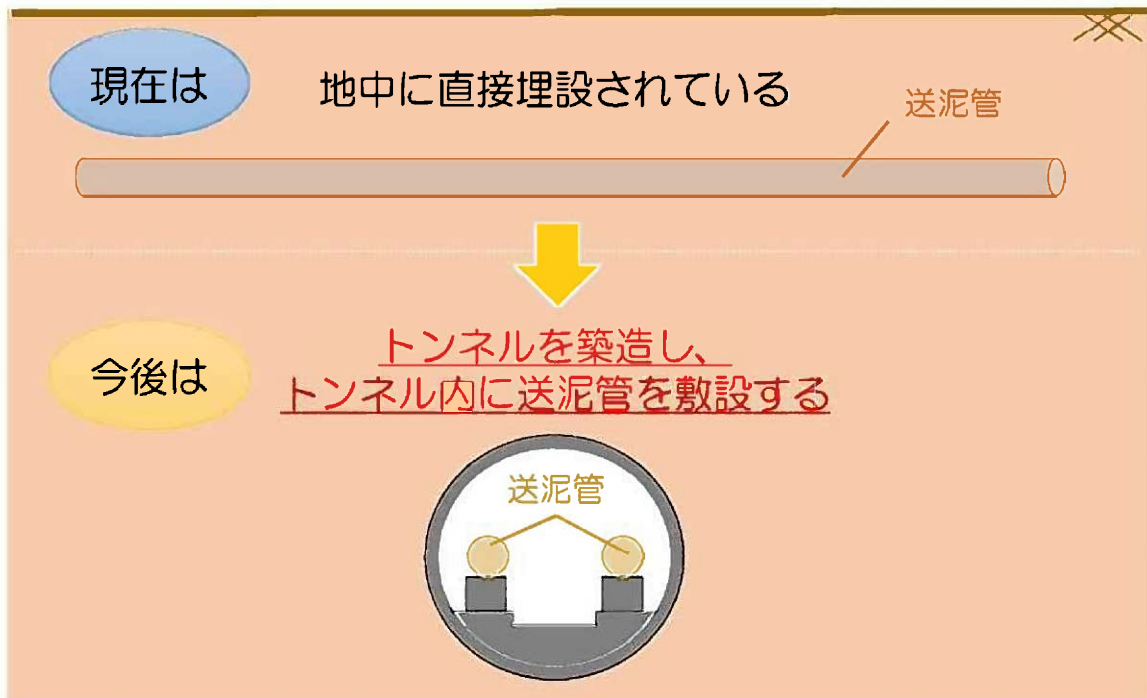 現在は
地中に直接埋設されている
送泥管
今後は
トンネルを築造し、
トンネル内に送泥管を敷設する
送泥管